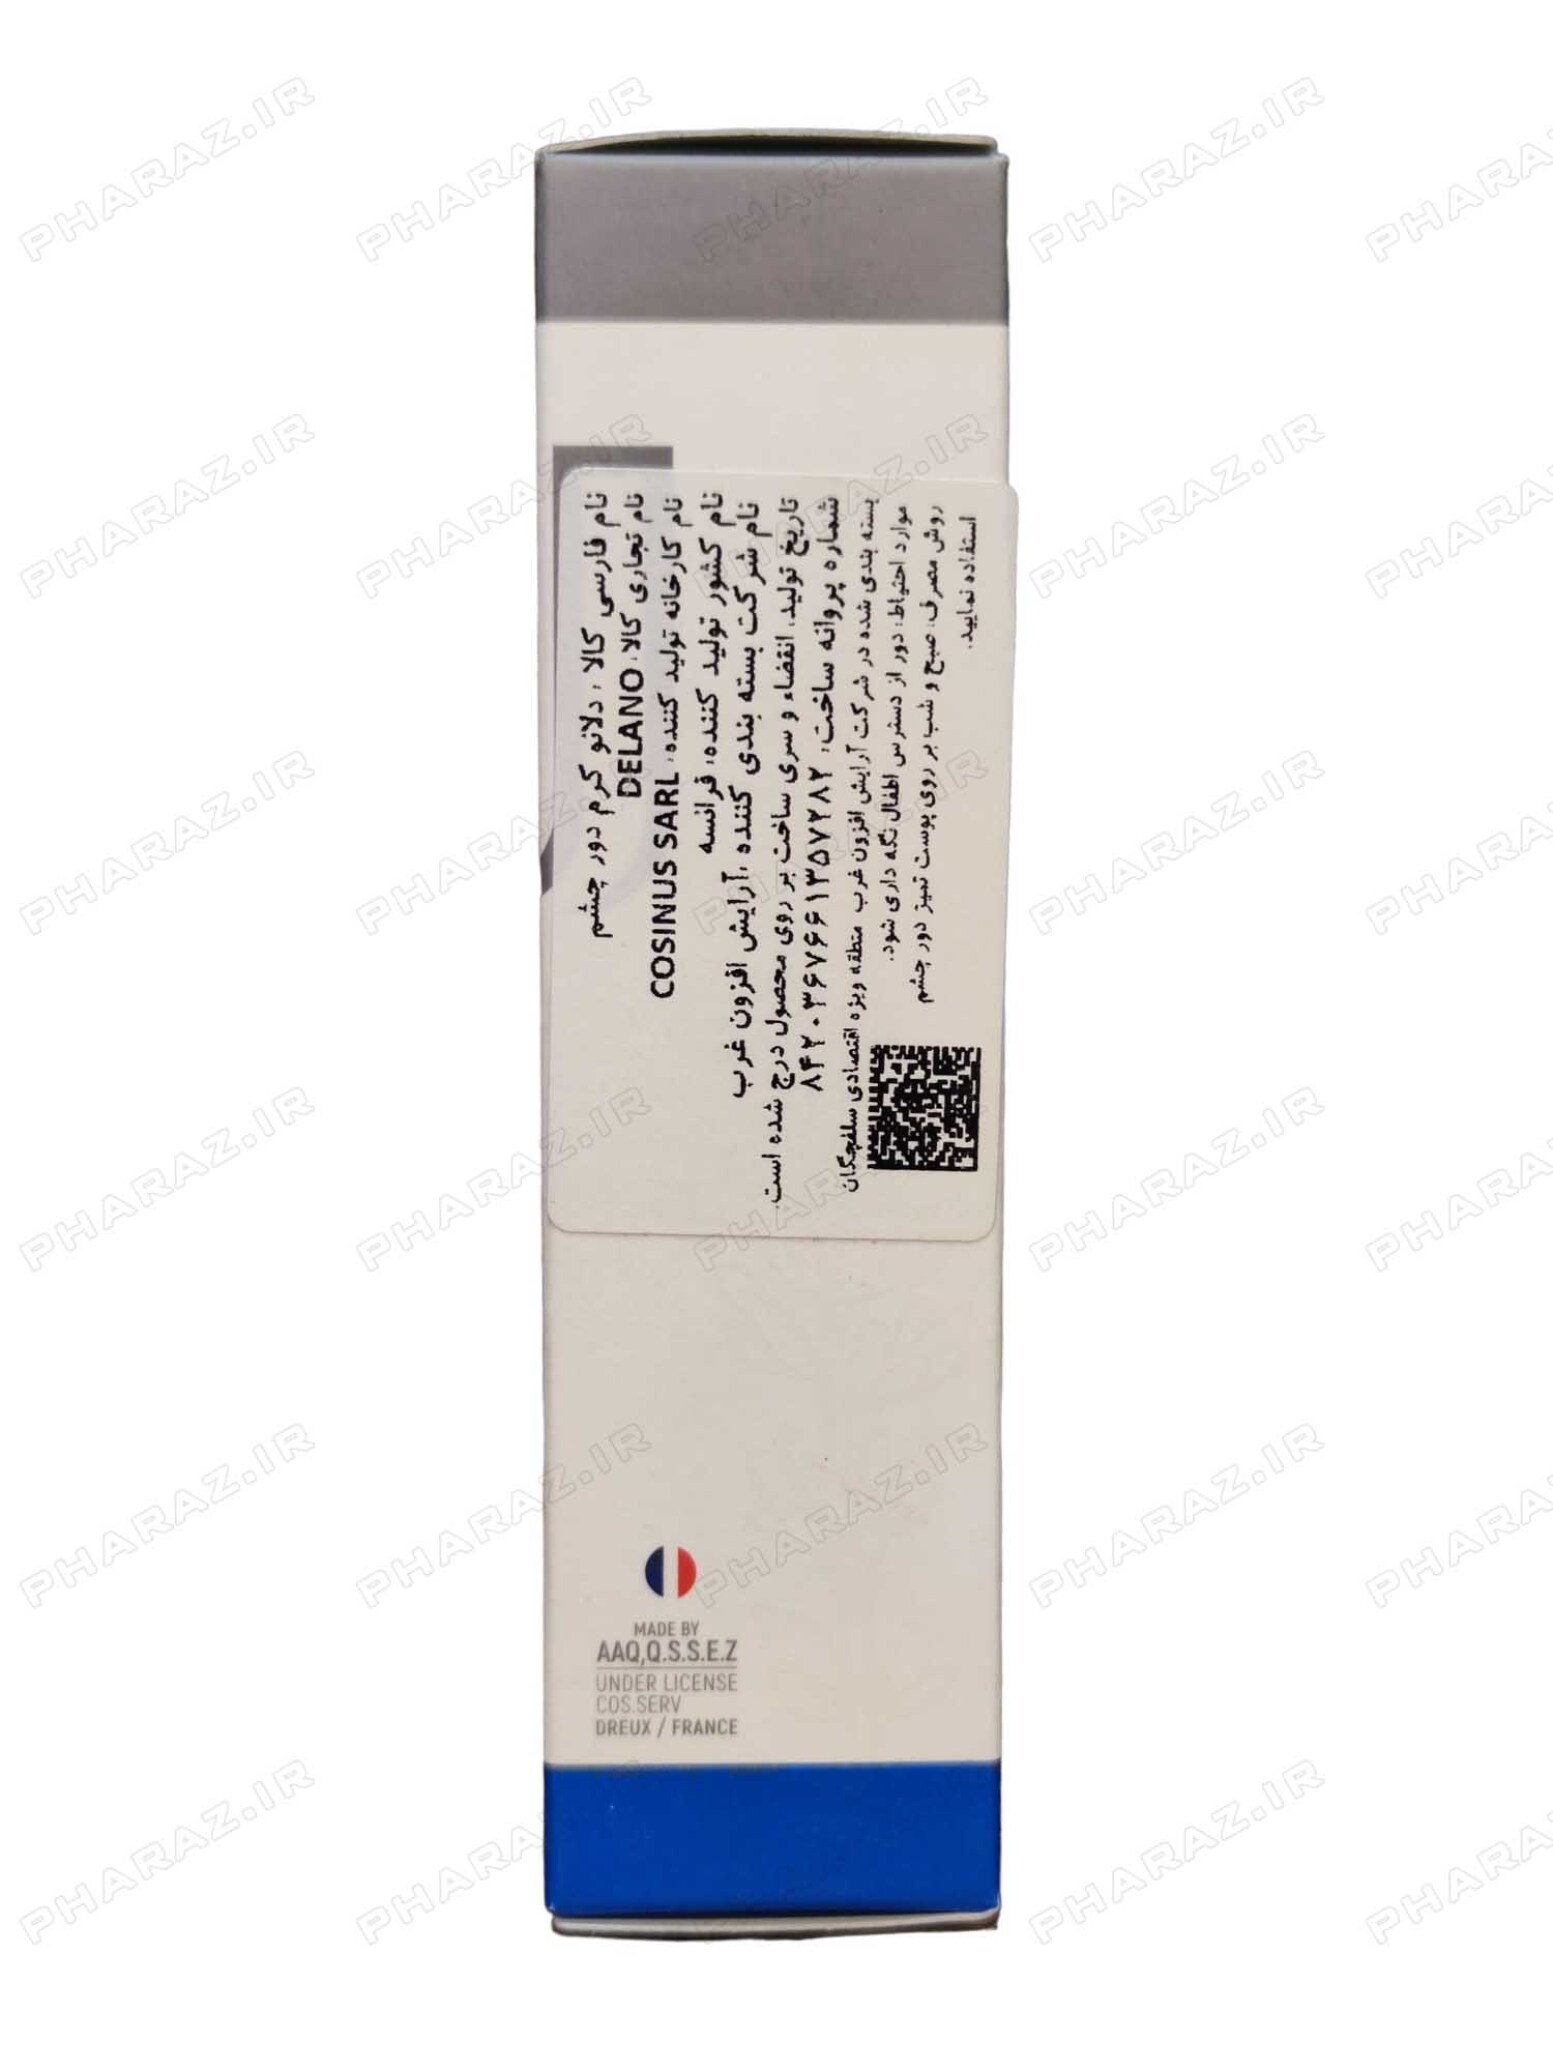 نام فارسی کالا: دلانو کرم دور چشم
نام تجاری کالا: DELANO
نام کارخانه تولید کننده: COSINUS SARL
نام کشور تولید کننده: فرانسه
نام شرکت بسته بندی کننده: آرایش افزون غرب
تاریخ تولید، انقضاء و سری ساخت بر روی محصول درج شده است.
شماره پروانه ساخت: ۸۴۲۰۳۶۷۶۶۱۳۵۷۲۸۲
بسته بندی شده در شرکت آرایش افزون غرب منطقه ویژه اقتصادی سلفچگان
موارد احتیاط: دور از دسترس اطفال نگه داری شود.
روش مصرف: صبح و شب بر روی پوست تمیز دور چشم
استفاده نمایید.
MADE BY
AAQ,Q.S.S.E.Z
UNDER LICENSE
COS.SERV
DREUX / FRANCE
PHARAZ.IR